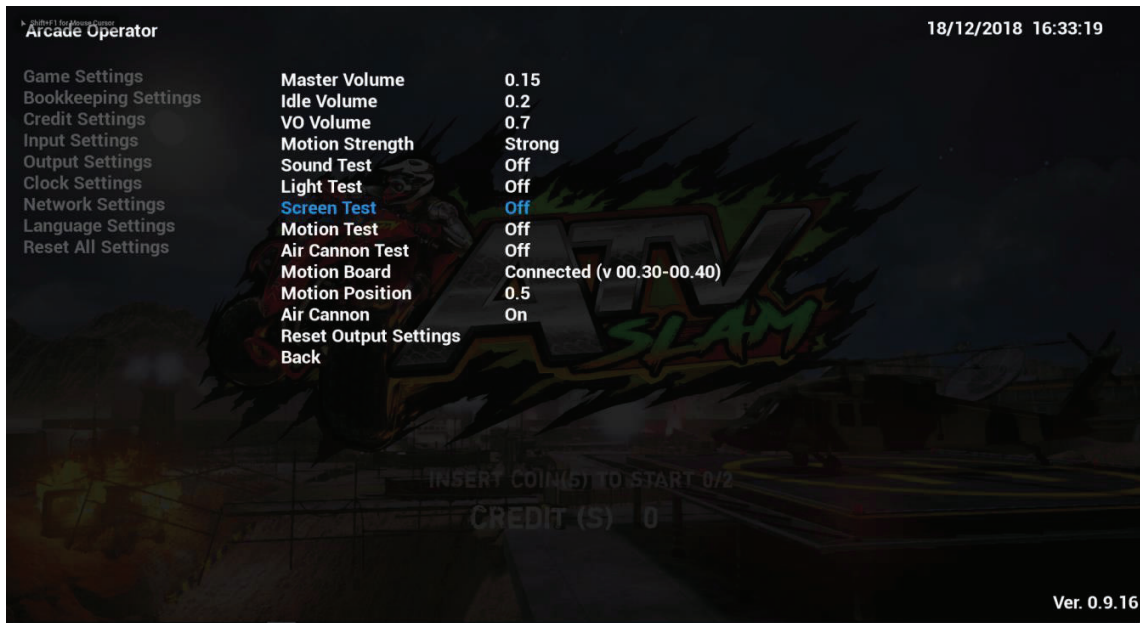 Shift+F1 for Mouse Cursor
Arcade Operator
18/12/2018 16:33:19
Game Settings
Bookkeeping Settings
Credit Settings
Input Settings
Output Settings
Clock Settings
Network Settings
Language Settings
Reset All Settings
Master Volume 0.15
Idle Volume 0.2
VO Volume 0.7
Motion Strength Strong
Sound Test Off
Light Test Off
Screen Test Off
Motion Test Off
Air Cannon Test Off
Motion Board Connected (v 00.30-00.40)
Motion Position 0.5
Air Cannon On
Reset Output Settings
Back
ATV
SLAM
INSERT COIN(S) TO START 0/2
CREDIT (S) 0
Ver. 0.9.16